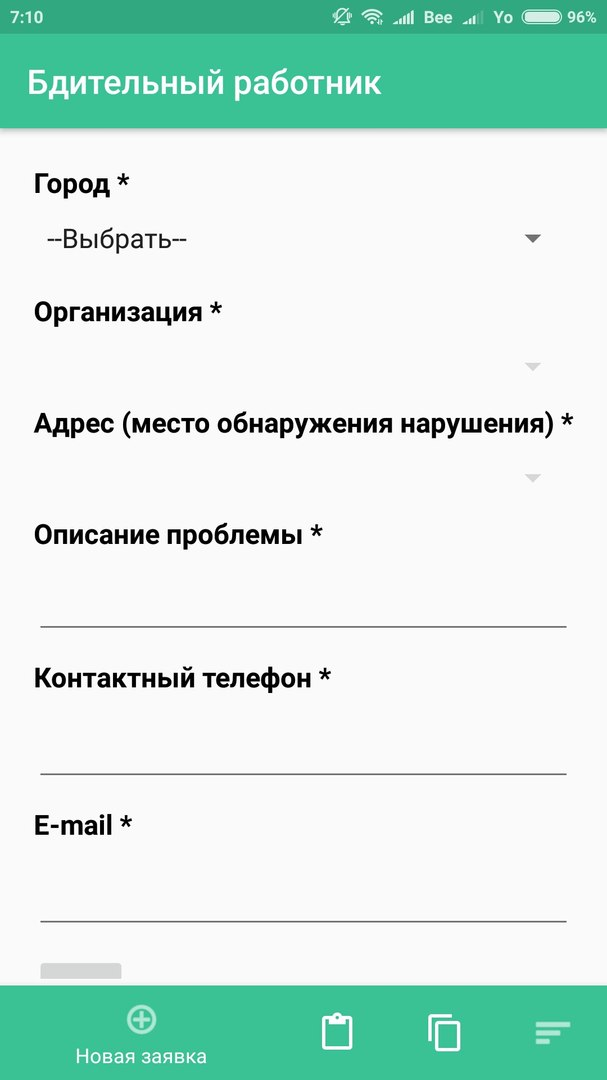 7:10 Bee Yo 96%
Бдительный работник
Город *
--Выбрать--
Организация *
Адрес (место обнаружения нарушения) *
Описание проблемы *
Контактный телефон *
E-mail *
Новая заявка